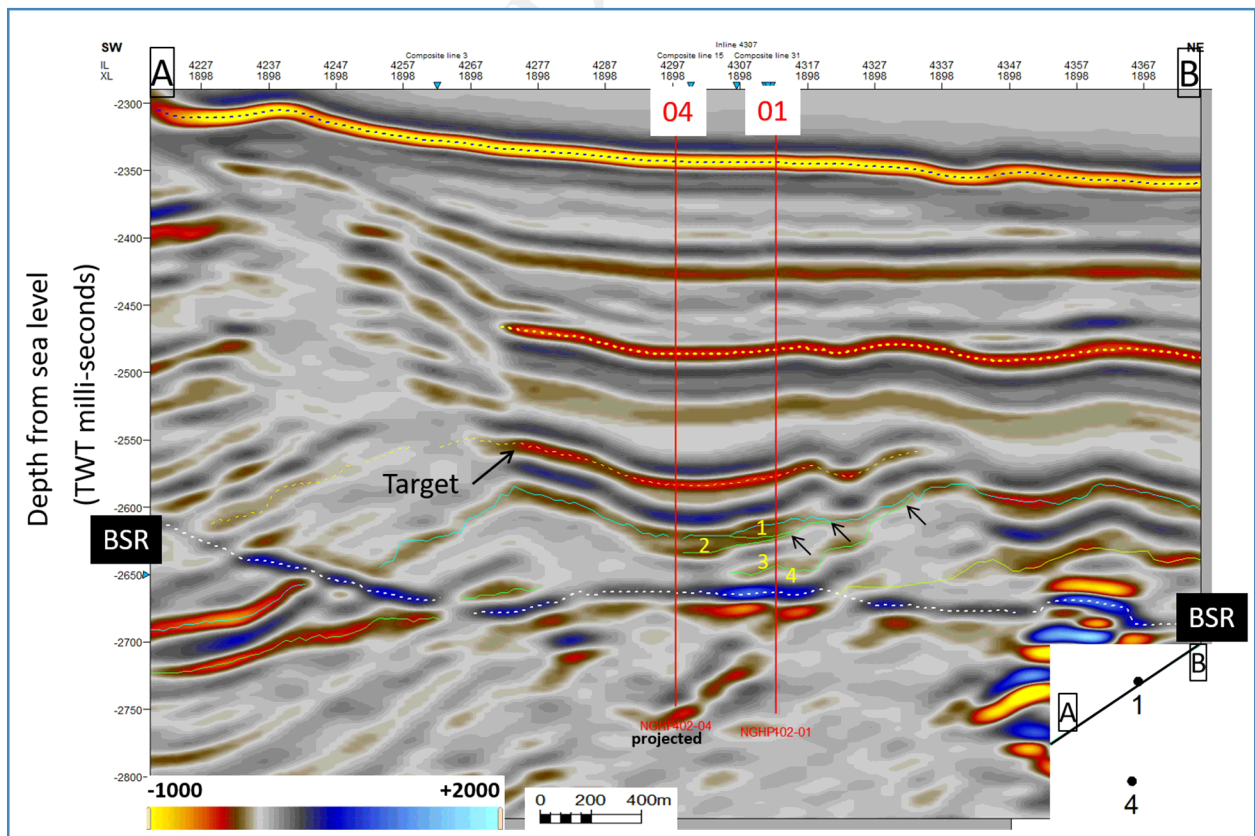 SW
NE
Inline 4307
Composite line 3
Composite line 15
Composite line 31
IL 4227 4237 4247 4257 4267 4277 4287 4297 4307 4317 4327 4337 4347 4357 4367
XL 1898 1898 1898 1898 1898 1898 1898 1898 1898 1898 1898 1898 1898 1898 1898
A
B
04
01
Depth from sea level
(TWT milli-seconds)
-2300
-2350
-2400
-2450
-2500
-2550
-2600
-2650
-2700
-2750
-2800
Target
1
2
3
4
BSR
BSR
NGHP-02-04
projected
NGHP-02-01
A
B
1
4
-1000
+2000
0 200 400m